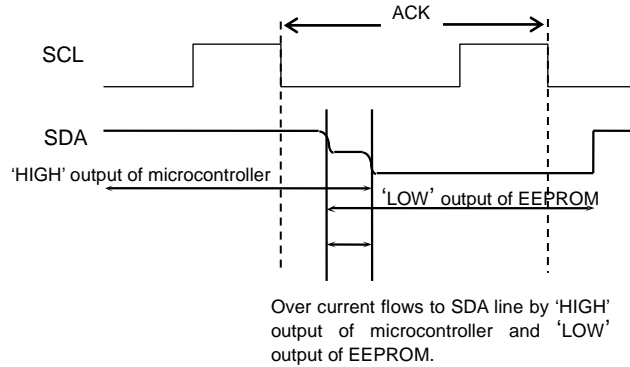 ACK
SCL
SDA
‘HIGH’ output of microcontroller
‘LOW’ output of EEPROM
Over current flows to SDA line by ‘HIGH’
output of microcontroller and ‘LOW’
output of EEPROM.